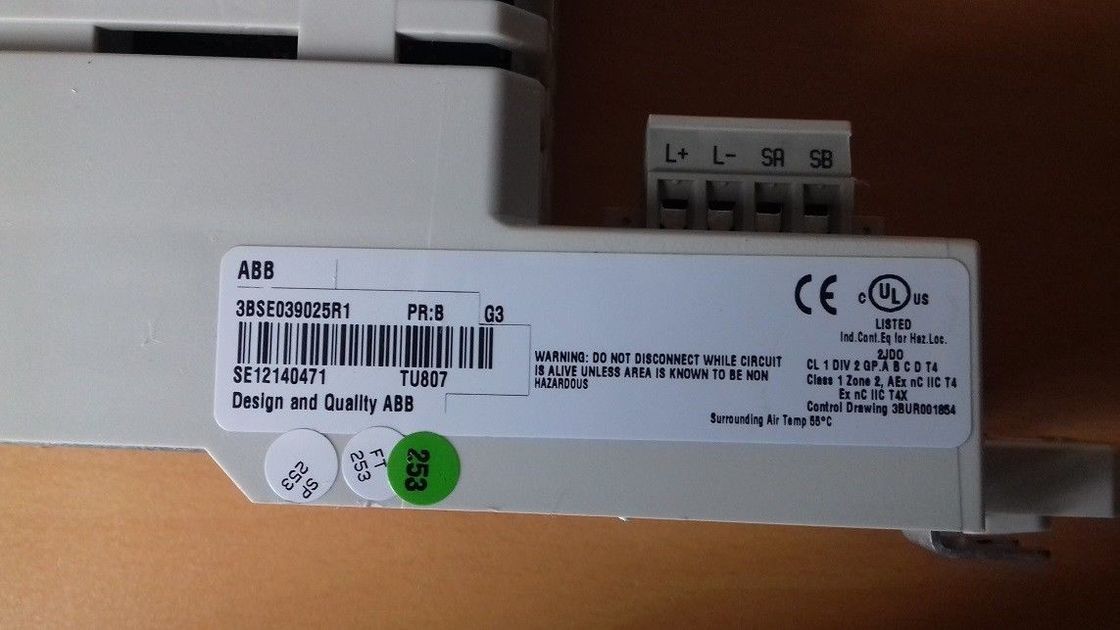 L+ L- SA SB
ABB
3BSE039025R1 PR:B G3
SE12140471 TU807
Design and Quality ABB
WARNING: DO NOT DISCONNECT WHILE CIRCUIT
IS ALIVE UNLESS AREA IS KNOWN TO BE NON
HAZARDOUS
CE
C UL US
LISTED
Ind.Cont.Eq for Haz.Loc.
2JD0
CL 1 DIV 2 GP.A B C D T4
Class 1 Zone 2, AEx nC IIC T4
Ex nC IIC T4X
Control Drawing 3BUR001854
Surrounding Air Temp 55°C
SP
253
FT
253
253